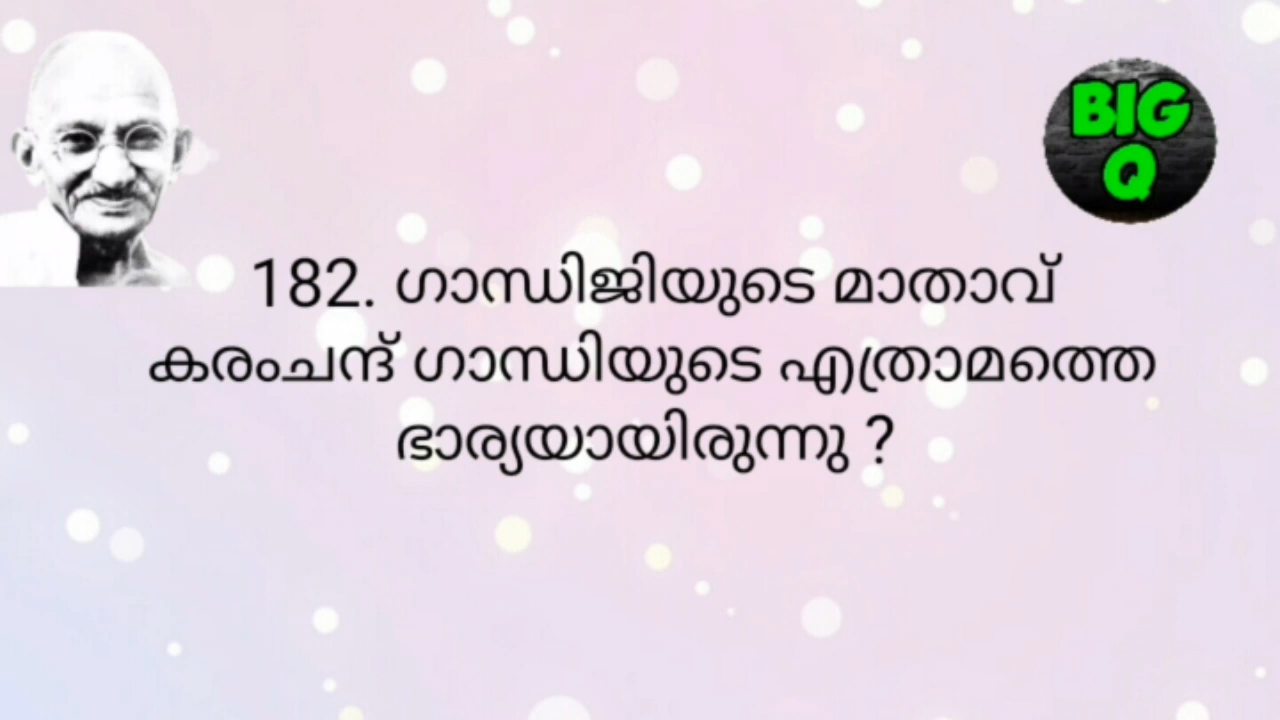 BIG
Q
182. ഗാന്ധിജിയുടെ മാതാവ്
കരംചന്ദ് ഗാന്ധിയുടെ എത്രാമത്തെ
ഭാര്യയായിരുന്നു ?